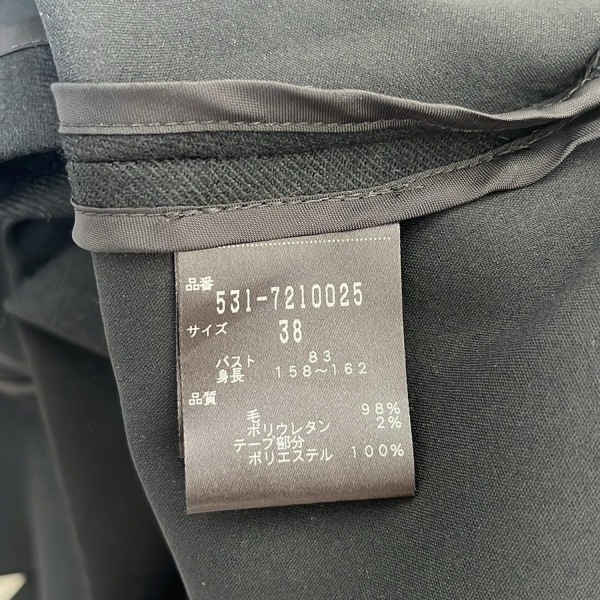 品番
531-7210025
サイズ 38
バスト 83
身長 158~162
品質
毛 98%
ポリウレタン 2%
テープ部分
ポリエステル 100%